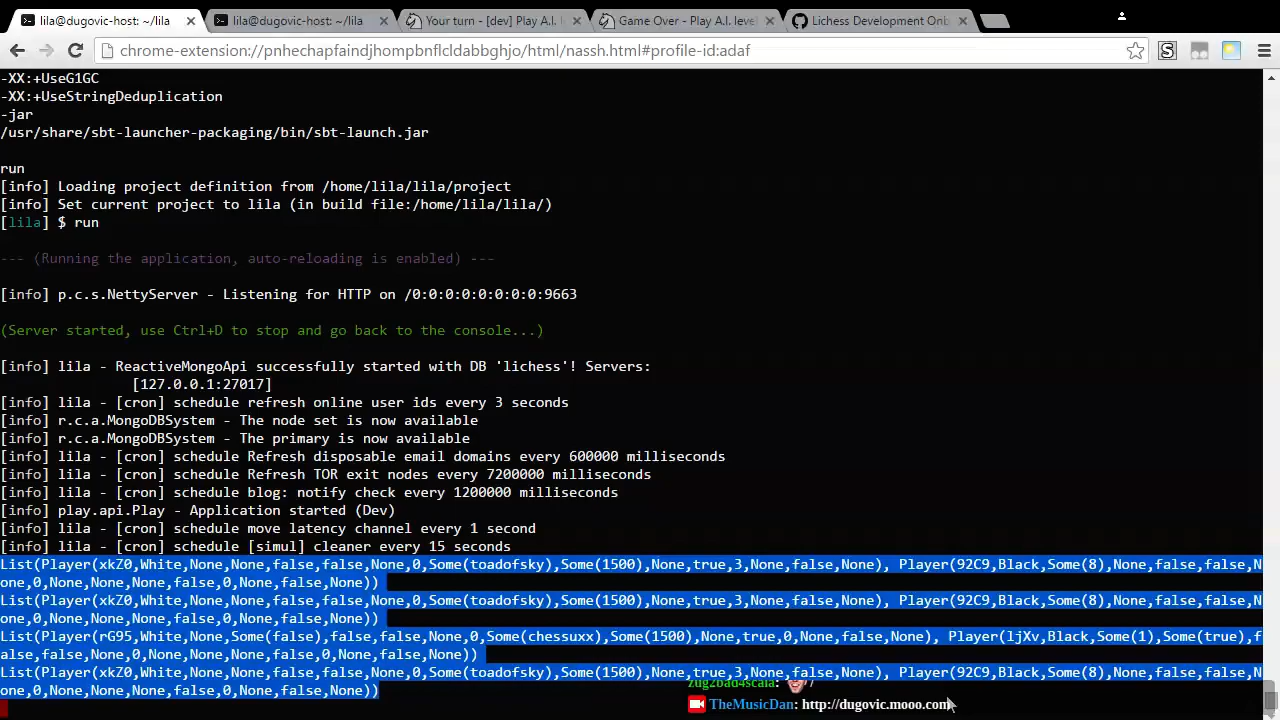 lila@dugovic-host: ~/lila
lila@dugovic-host: ~/lila
Your turn - [dev] Play A.I. le
Game Over - Play A.I. level
Lichess Development Onb
chrome-extension://pnhechapfaindjhompbnflcldabbghjo/html/nassh.html#profile-id:adaf
-XX:+UseG1GC
-XX:+UseStringDeduplication
-jar
/usr/share/sbt-launcher-packaging/bin/sbt-launch.jar
run
[info] Loading project definition from /home/lila/lila/project
[info] Set current project to lila (in build file:/home/lila/lila/)
[lila] $ run
--- (Running the application, auto-reloading is enabled) ---
[info] p.c.s.NettyServer - Listening for HTTP on /0:0:0:0:0:0:0:0:9663
(Server started, use Ctrl+D to stop and go back to the console...)
[info] lila - ReactiveMongoApi successfully started with DB 'lichess'! Servers:
[127.0.0.1:27017]
[info] lila - [cron] schedule refresh online user ids every 3 seconds
[info] r.c.a.MongoDBSystem - The node set is now available
[info] r.c.a.MongoDBSystem - The primary is now available
[info] lila - [cron] schedule Refresh disposable email domains every 600000 milliseconds
[info] lila - [cron] schedule Refresh TOR exit nodes every 7200000 milliseconds
[info] lila - [cron] schedule blog: notify check every 1200000 milliseconds
[info] play.api.Play - Application started (Dev)
[info] lila - [cron] schedule move latency channel every 1 second
[info] lila - [cron] schedule [simul] cleaner every 15 seconds
List(Player(xkZ0,White,None,None,false,false,None,0,Some(toadofsky),Some(1500),None,true,3,None,false,None), Player(92C9,Black,Some(8),None,false,false,N
one,0,None,None,None,false,0,None,false,None))
List(Player(xkZ0,White,None,None,false,false,None,0,Some(toadofsky),Some(1500),None,true,3,None,false,None), Player(92C9,Black,Some(8),None,false,false,N
one,0,None,None,None,false,0,None,false,None))
List(Player(rG95,White,None,Some(false),false,false,None,0,Some(chessuxx),Some(1500),None,true,0,None,false,None), Player(ljXv,Black,Some(1),Some(true),f
alse,false,None,0,None,None,None,false,0,None,false,None))
List(Player(xkZ0,White,None,None,false,false,None,0,Some(toadofsky),Some(1500),None,true,3,None,false,None), Player(92C9,Black,Some(8),None,false,false,N
one,0,None,None,None,false,0,None,false,None))
zug2bad4scala: 7
TheMusicDan: http://dugovic.mooo.com